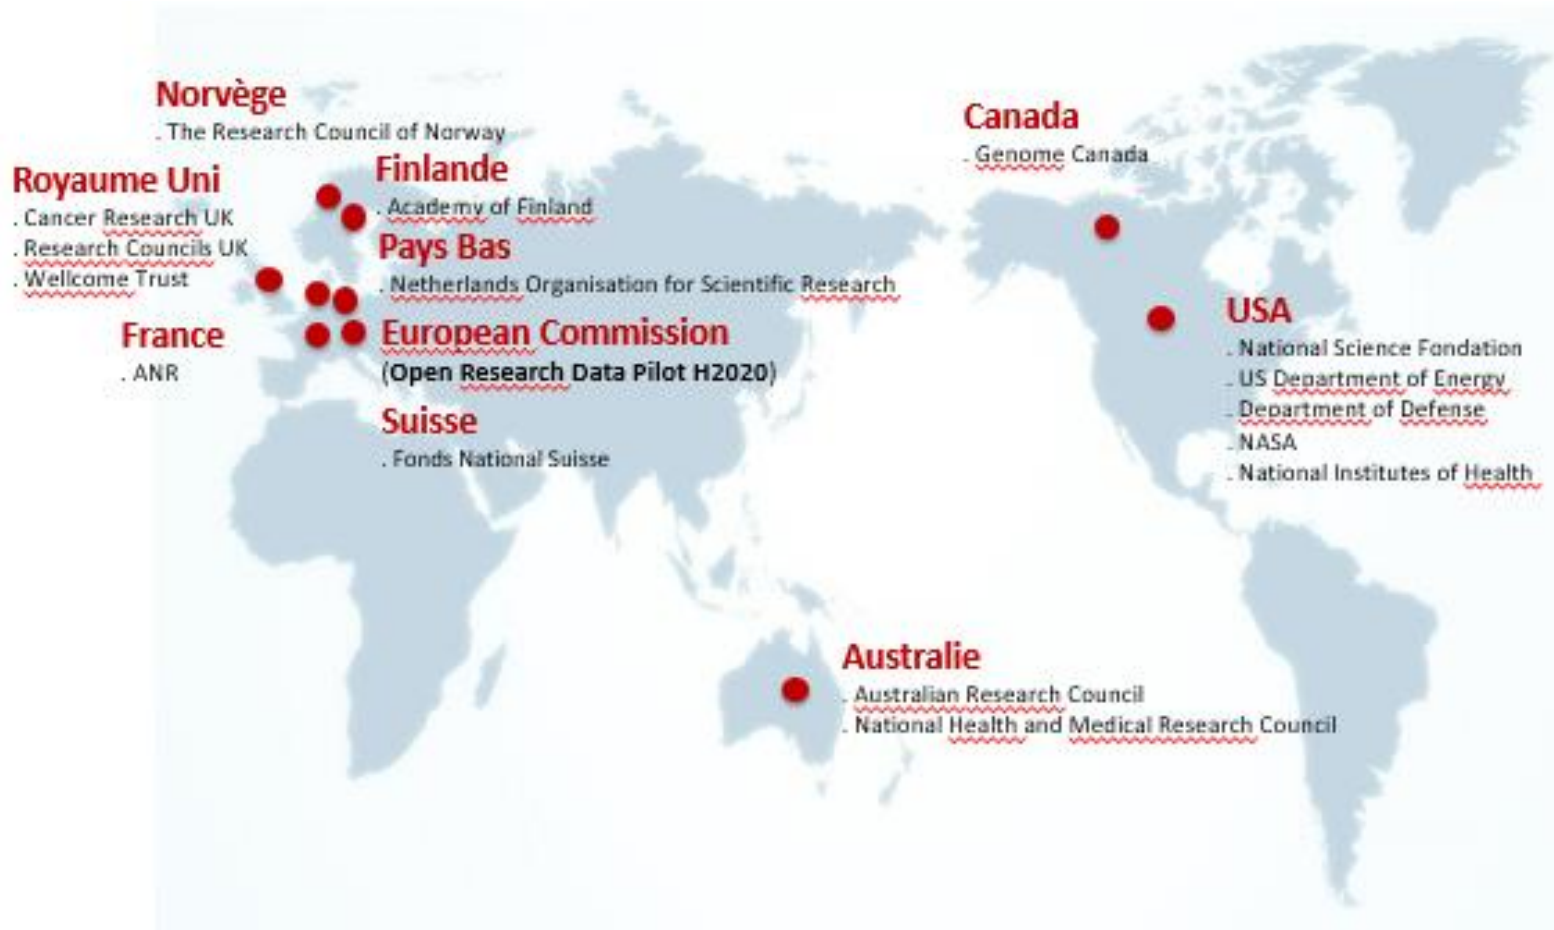 Norvège
. The Research Council of Norway
Royaume Uni
. Cancer Research UK
. Research Councils UK
. Wellcome Trust
France
. ANR
Finlande
. Academy of Finland
Pays Bas
. Netherlands Organisation for Scientific Research
European Commission
(Open Research Data Pilot H2020)
Suisse
. Fonds National Suisse
Canada
. Genome Canada
USA
. National Science Fondation
. US Department of Energy
. Department of Defense
. NASA
. National Institutes of Health
Australie
. Australian Research Council
. National Health and Medical Research Council